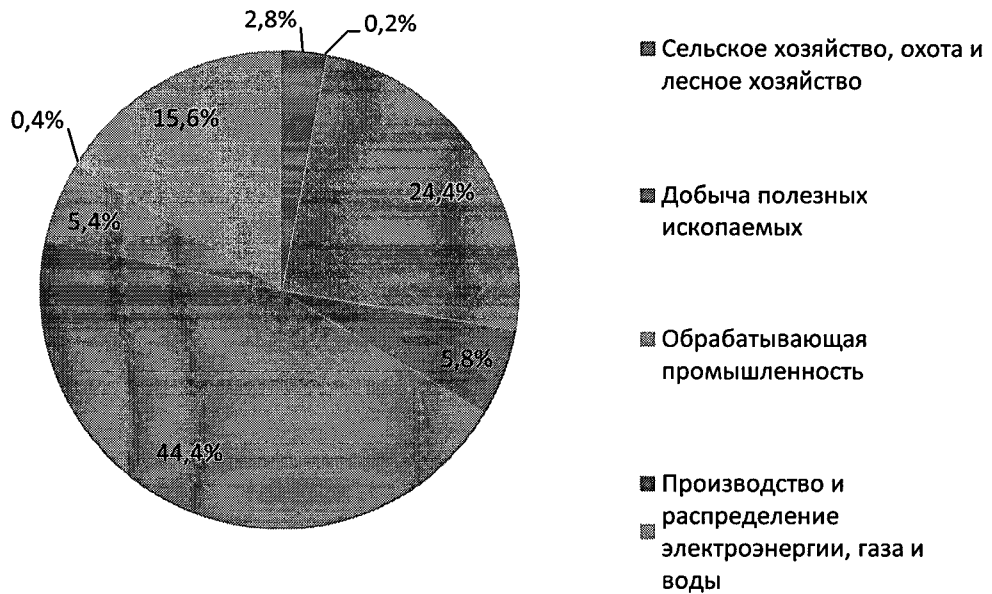 2,8%
0,2%
15,6%
0,4%
24,4%
5,4%
5,8%
44,4%
Сельское хозяйство, охота и
лесное хозяйство
Добыча полезных
ископаемых
Обрабатывающая
промышленность
Производство и
распределение
электроэнергии, газа и
воды